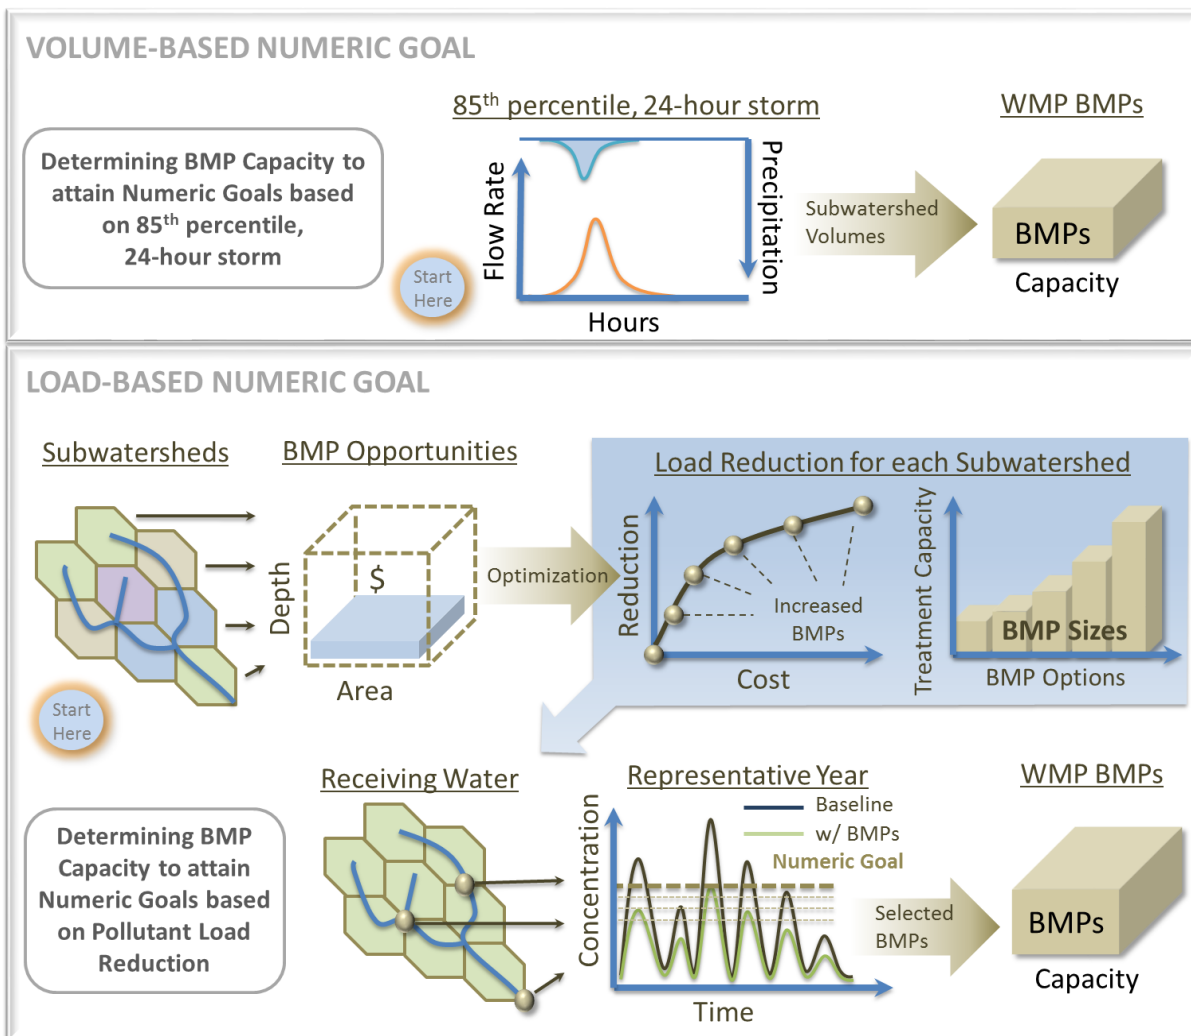 VOLUME-BASED NUMERIC GOAL
Determining BMP Capacity to
attain Numeric Goals based
on 85th percentile,
24-hour storm
Start
Here
85th percentile, 24-hour storm
Flow Rate
Precipitation
Hours
Subwatershed
Volumes
WMP BMPs
BMPs
Capacity
LOAD-BASED NUMERIC GOAL
Subwatersheds
Start
Here
BMP Opportunities
Depth
$
Area
Optimization
Load Reduction for each Subwatershed
Reduction
Increased
BMPs
Cost
Treatment Capacity
BMP Sizes
BMP Options
Determining BMP
Capacity to attain
Numeric Goals based
on Pollutant Load
Reduction
Receiving Water
Representative Year
Baseline
w/ BMPs
Numeric Goal
Concentration
Time
Selected
BMPs
WMP BMPs
BMPs
Capacity